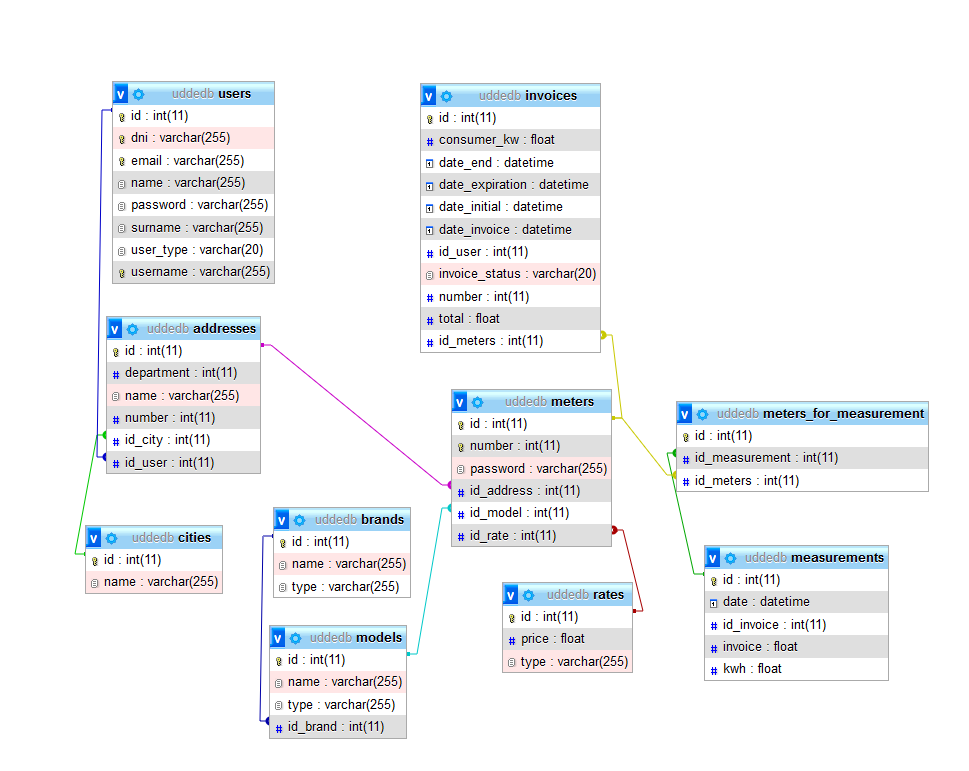 v uddedb users
id : int(11)
dni : varchar(255)
email : varchar(255)
name : varchar(255)
password : varchar(255)
surname : varchar(255)
user_type : varchar(20)
username : varchar(255)
v uddedb invoices
id : int(11)
# consumer_kw : float
date_end : datetime
date_expiration : datetime
date_initial : datetime
date_invoice : datetime
# id_user : int(11)
invoice_status : varchar(20)
# number : int(11)
# total : float
# id_meters : int(11)
v uddedb addresses
id : int(11)
# department : int(11)
name : varchar(255)
# number : int(11)
# id_city : int(11)
# id_user : int(11)
v uddedb meters
id : int(11)
number : int(11)
password : varchar(255)
# id_address : int(11)
# id_model : int(11)
# id_rate : int(11)
v uddedb meters_for_measurement
id : int(11)
# id_measurement : int(11)
# id_meters : int(11)
v uddedb cities
id : int(11)
name : varchar(255)
v uddedb brands
id : int(11)
name : varchar(255)
type : varchar(255)
v uddedb measurements
id : int(11)
date : datetime
# id_invoice : int(11)
# invoice : float
# kwh : float
v uddedb rates
id : int(11)
# price : float
type : varchar(255)
v uddedb models
id : int(11)
name : varchar(255)
type : varchar(255)
# id_brand : int(11)